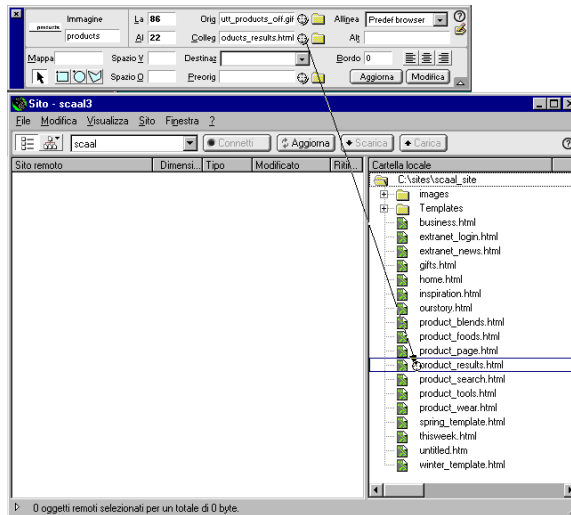 Immagine La 86 Orig utt_products_off.gif Allinea Predef browser
products products Al 22 Colleg oducts_results.html Alt
Mappa Spazio V Destinaz Bordo 0
Spazio O Preorig Aggiorna Modifica
Sito - scaal3
File Modifica Visualizza Sito Finestra ?
scaal Connetti Aggiorna Scarica Carica
Sito remoto Dimensi... Tipo Modificato Ritir... Cartella locale
C:\sites\scaal_site
images
Templates
business.html
extranet_login.html
extranet_news.html
gifts.html
home.html
inspiration.html
ourstory.html
product_blends.html
product_foods.html
product_page.html
product_results.html
product_search.html
product_tools.html
product_wear.html
spring_template.html
thisweek.html
untitled.htm
winter_template.html
0 oggetti remoti selezionati per un totale di 0 byte.